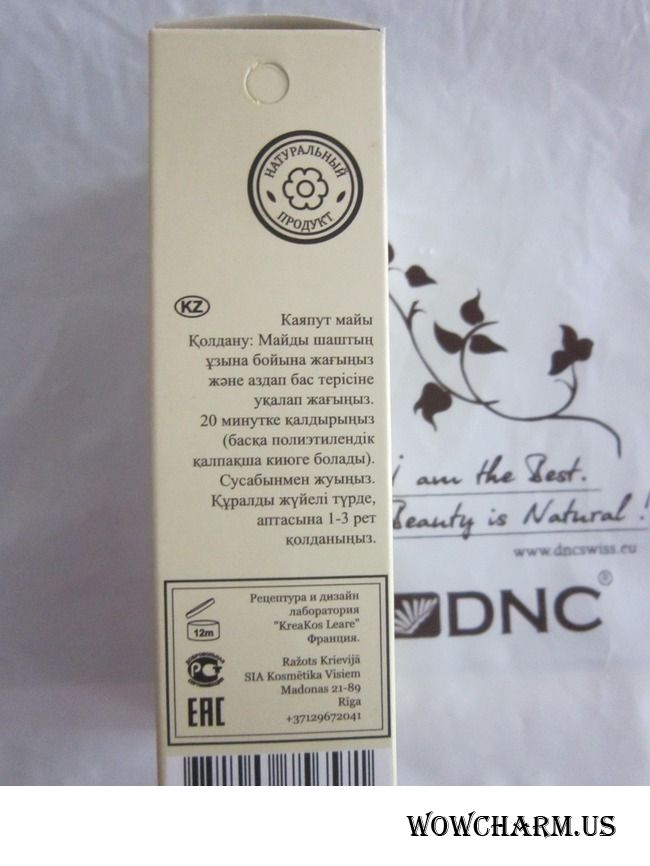 НАТУРАЛЬНЫЙ
ПРОДУКТ
KZ
Каяпут майы
Қолдану: Майды шаштың
ұзына бойына жағыңыз
және аздап бас терісіне
уқалап жағыңыз.
20 минутке қалдырыңыз
(басқа полиэтилендік
қалпақша киюге болады).
Сусабынмен жуыңыз.
Құралды жүйелі түрде,
аптасына 1-3 рет
қолданыңыз.
Рецептура и дизайн
лаборатория
"KreaKos Leare"
Франция.
12m
Ražots Krievijā
SIA Kosmētika Visiem
Madonas 21-89
Rīga
+37129672041
EAC
I am the Best.
Beauty is Natural!
www.dncswiss.eu
DNC®
WOWCHARM.US